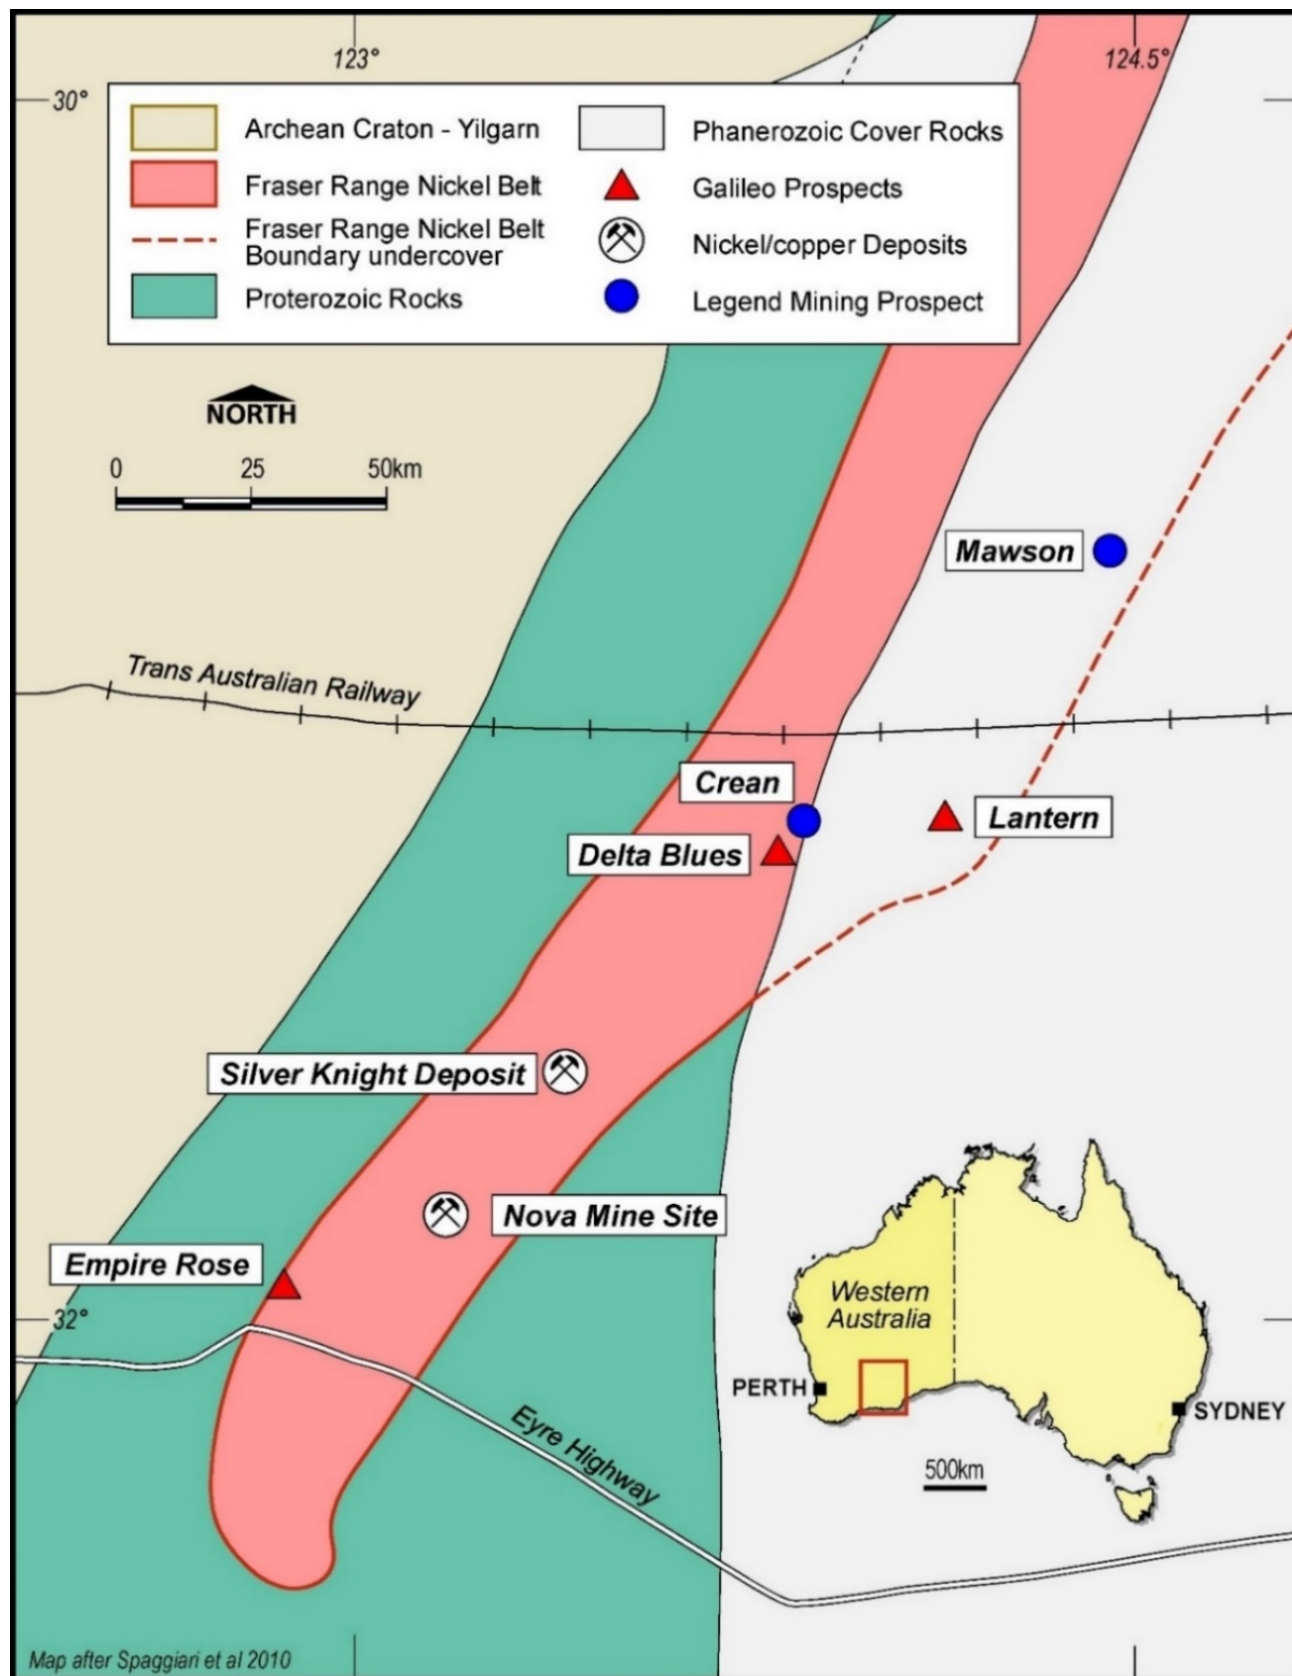 123°
124.5°
30°
Archean Craton - Yilgarn
Fraser Range Nickel Belt
Fraser Range Nickel Belt
Boundary undercover
Proterozoic Rocks
Phanerozoic Cover Rocks
Galileo Prospects
Nickel/copper Deposits
Legend Mining Prospect
NORTH
0 25 50km
Mawson
Trans Australian Railway
Crean
Lantern
Delta Blues
Silver Knight Deposit
Nova Mine Site
Empire Rose
32°
Eyre Highway
Western
Australia
PERTH
SYDNEY
500km
Map after Spaggiari et al 2010